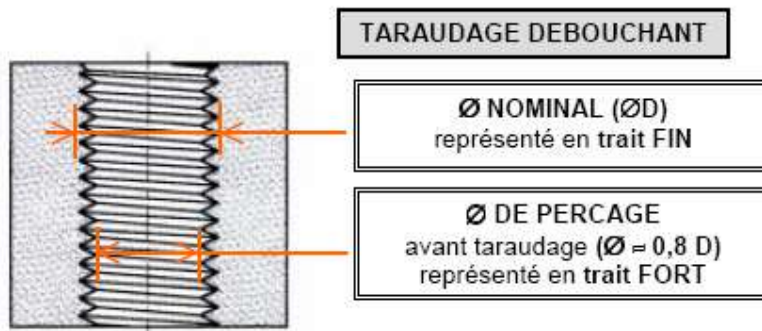 TARAUDAGE DEBOUCHANT
Ø NOMINAL (ØD)
représenté en trait FIN
Ø DE PERCAGE
avant taraudage (Ø = 0,8 D)
représenté en trait FORT